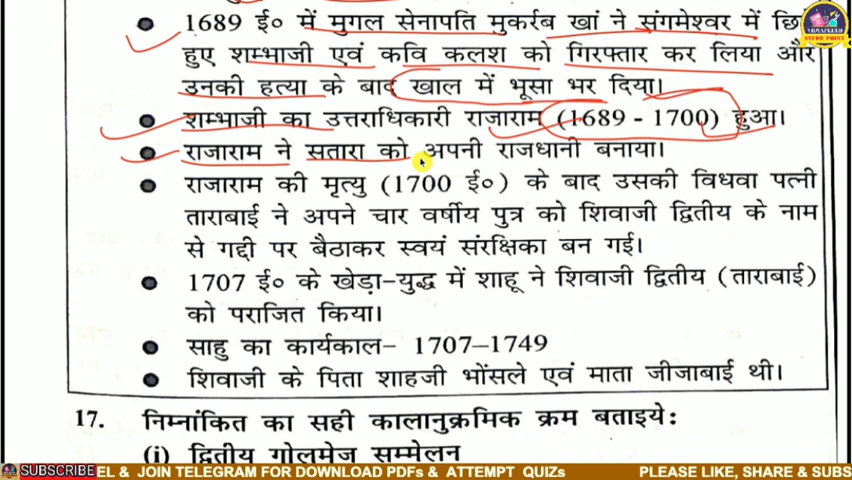 1689 ई० में मुगल सेनापति मुकर्रब खां ने संगमेश्वर में छि
हुए शम्भाजी एवं कवि कलश को गिरफ्तार कर लिया और
उनकी हत्या के बाद खाल में भूसा भर दिया।
शम्भाजी का उत्तराधिकारी राजाराम (1689 - 1700) हुआ।
राजाराम ने सतारा को अपनी राजधानी बनाया।
राजाराम की मृत्यु (1700 ई०) के बाद उसकी विधवा पत्नी
ताराबाई ने अपने चार वर्षीय पुत्र को शिवाजी द्वितीय के नाम
से गद्दी पर बैठाकर स्वयं संरक्षिका बन गई।
1707 ई० के खेड़ा-युद्ध में शाहू ने शिवाजी द्वितीय (ताराबाई)
को पराजित किया।
साहु का कार्यकाल- 1707-1749
शिवाजी के पिता शाहजी भोंसले एवं माता जीजाबाई थी।
17. निम्नांकित का सही कालानुक्रमिक क्रम बताइये:
(i) द्वितीय गोलमेज सम्मेलन
SUBSCRIBE EL & JOIN TELEGRAM FOR DOWNLOAD PDFs & ATTEMPT QUIZs PLEASE LIKE, SHARE & SUBS
STUDY POINT